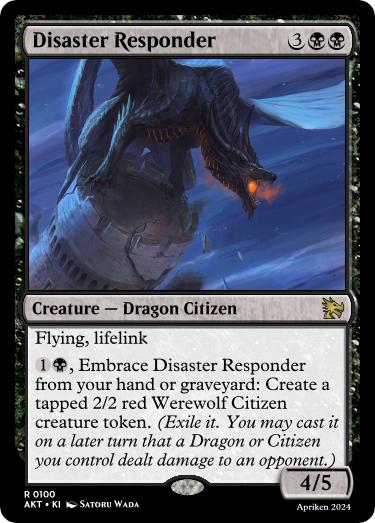 Disaster Responder 3
Creature — Dragon Citizen
Flying, lifelink
1, Embrace Disaster Responder
from your hand or graveyard: Create a
tapped 2/2 red Werewolf Citizen
creature token. (Exile it. You may cast it
on a later turn that a Dragon or Citizen
you control dealt damage to an opponent.)
4/5
R 0100
AKT • KI Satoru Wada
Apriken 2024